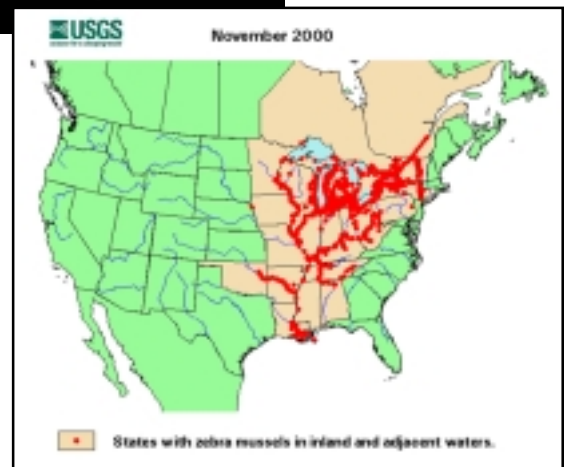 USGS
November 2000
States with zebra mussels in inland and adjacent waters.